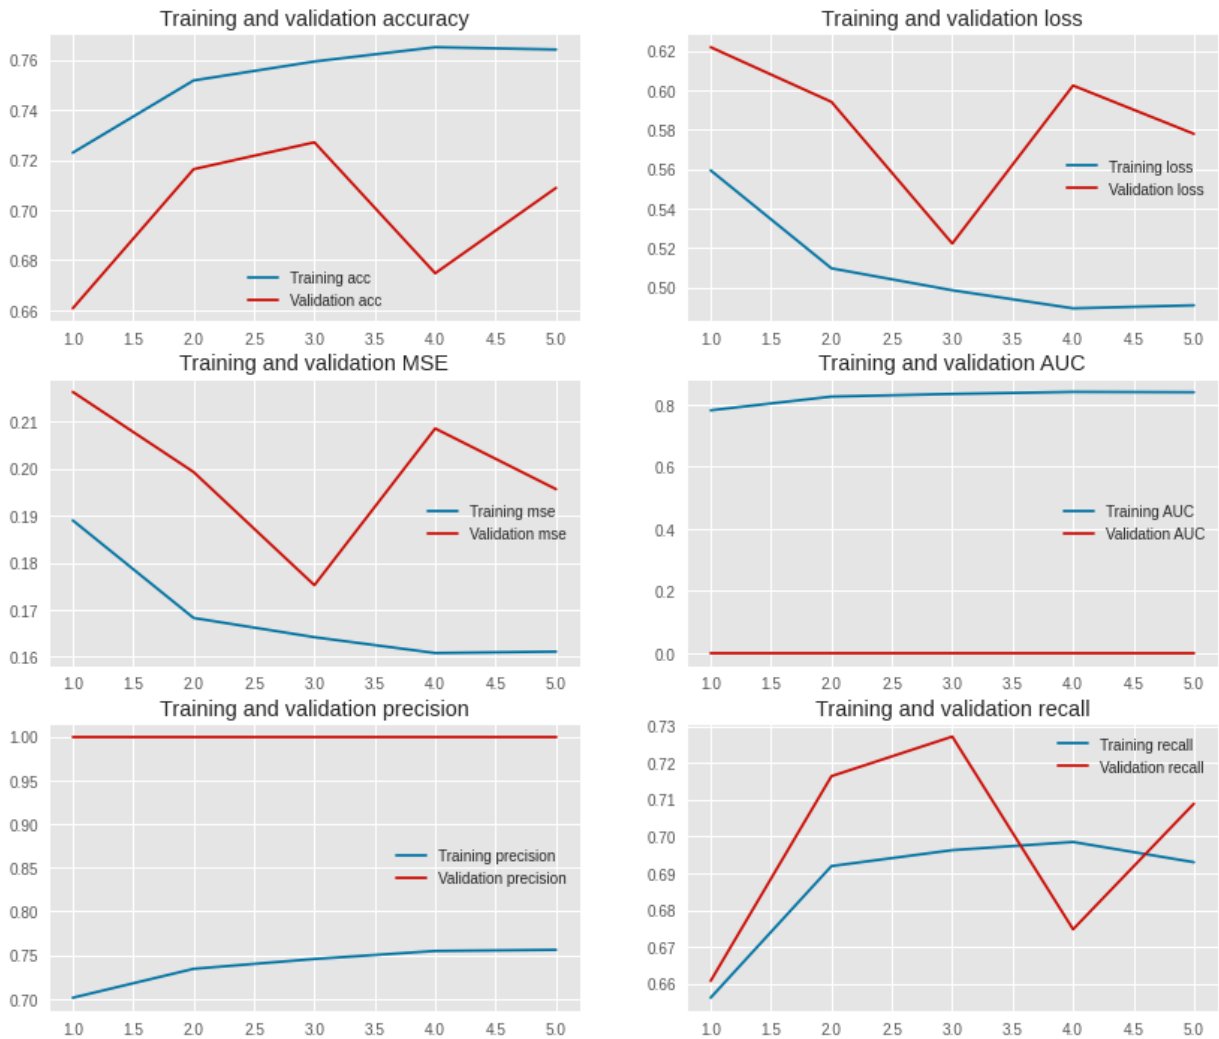 Training and validation accuracy
0.76
0.74
0.72
0.70
0.68
0.66
Training acc
Validation acc
1.0 1.5 2.0 2.5 3.0 3.5 4.0 4.5 5.0
Training and validation loss
0.62
0.60
0.58
0.56
0.54
0.52
0.50
Training loss
Validation loss
1.0 1.5 2.0 2.5 3.0 3.5 4.0 4.5 5.0
Training and validation MSE
0.21
0.20
0.19
0.18
0.17
0.16
Training mse
Validation mse
1.0 1.5 2.0 2.5 3.0 3.5 4.0 4.5 5.0
Training and validation AUC
0.8
0.6
0.4
0.2
0.0
Training AUC
Validation AUC
1.0 1.5 2.0 2.5 3.0 3.5 4.0 4.5 5.0
Training and validation precision
1.00
0.95
0.90
0.85
0.80
0.75
0.70
Training precision
Validation precision
1.0 1.5 2.0 2.5 3.0 3.5 4.0 4.5 5.0
Training and validation recall
0.73
0.72
0.71
0.70
0.69
0.68
0.67
0.66
Training recall
Validation recall
1.0 1.5 2.0 2.5 3.0 3.5 4.0 4.5 5.0